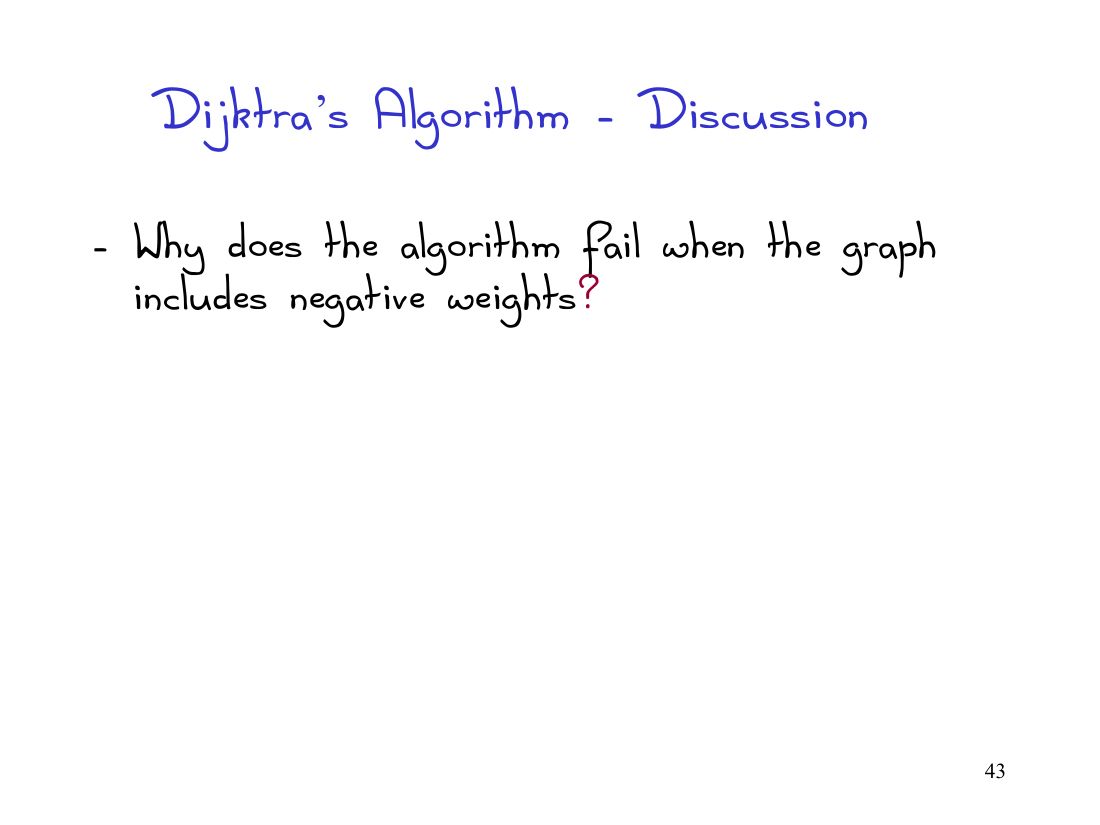 Dijktra's Algorithm - Discussion
- Why does the algorithm fail when the graph
includes negative weights?
43